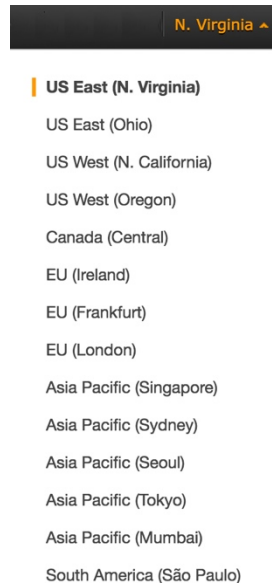 N. Virginia
US East (N. Virginia)
US East (Ohio)
US West (N. California)
US West (Oregon)
Canada (Central)
EU (Ireland)
EU (Frankfurt)
EU (London)
Asia Pacific (Singapore)
Asia Pacific (Sydney)
Asia Pacific (Seoul)
Asia Pacific (Tokyo)
Asia Pacific (Mumbai)
South America (São Paulo)